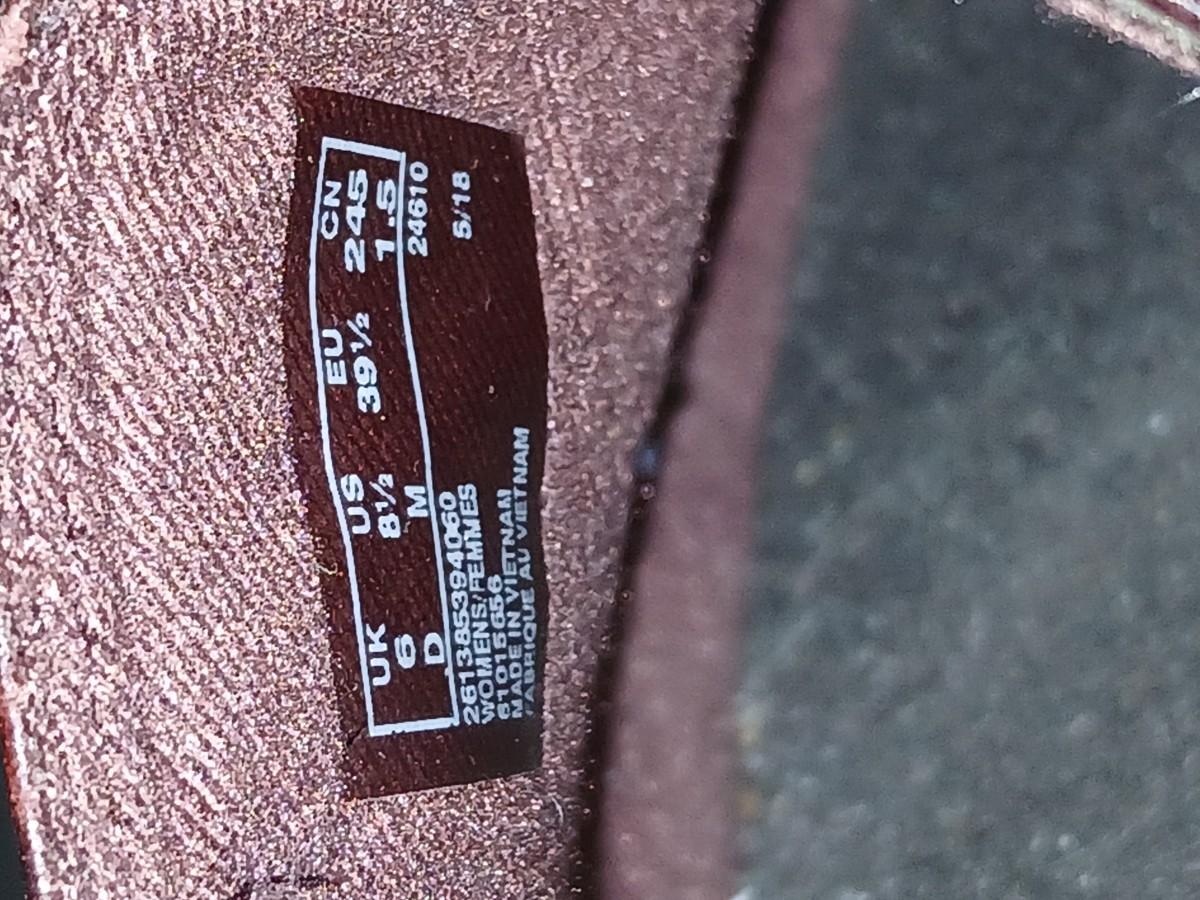 UK US EU CN
6 8½ 39½ 245
D M 1.5
261385394060 24610
WOMENS/FEMMES
61015656 5/18
MADE IN VIETNAM
FABRIQUE AU VIETNAM